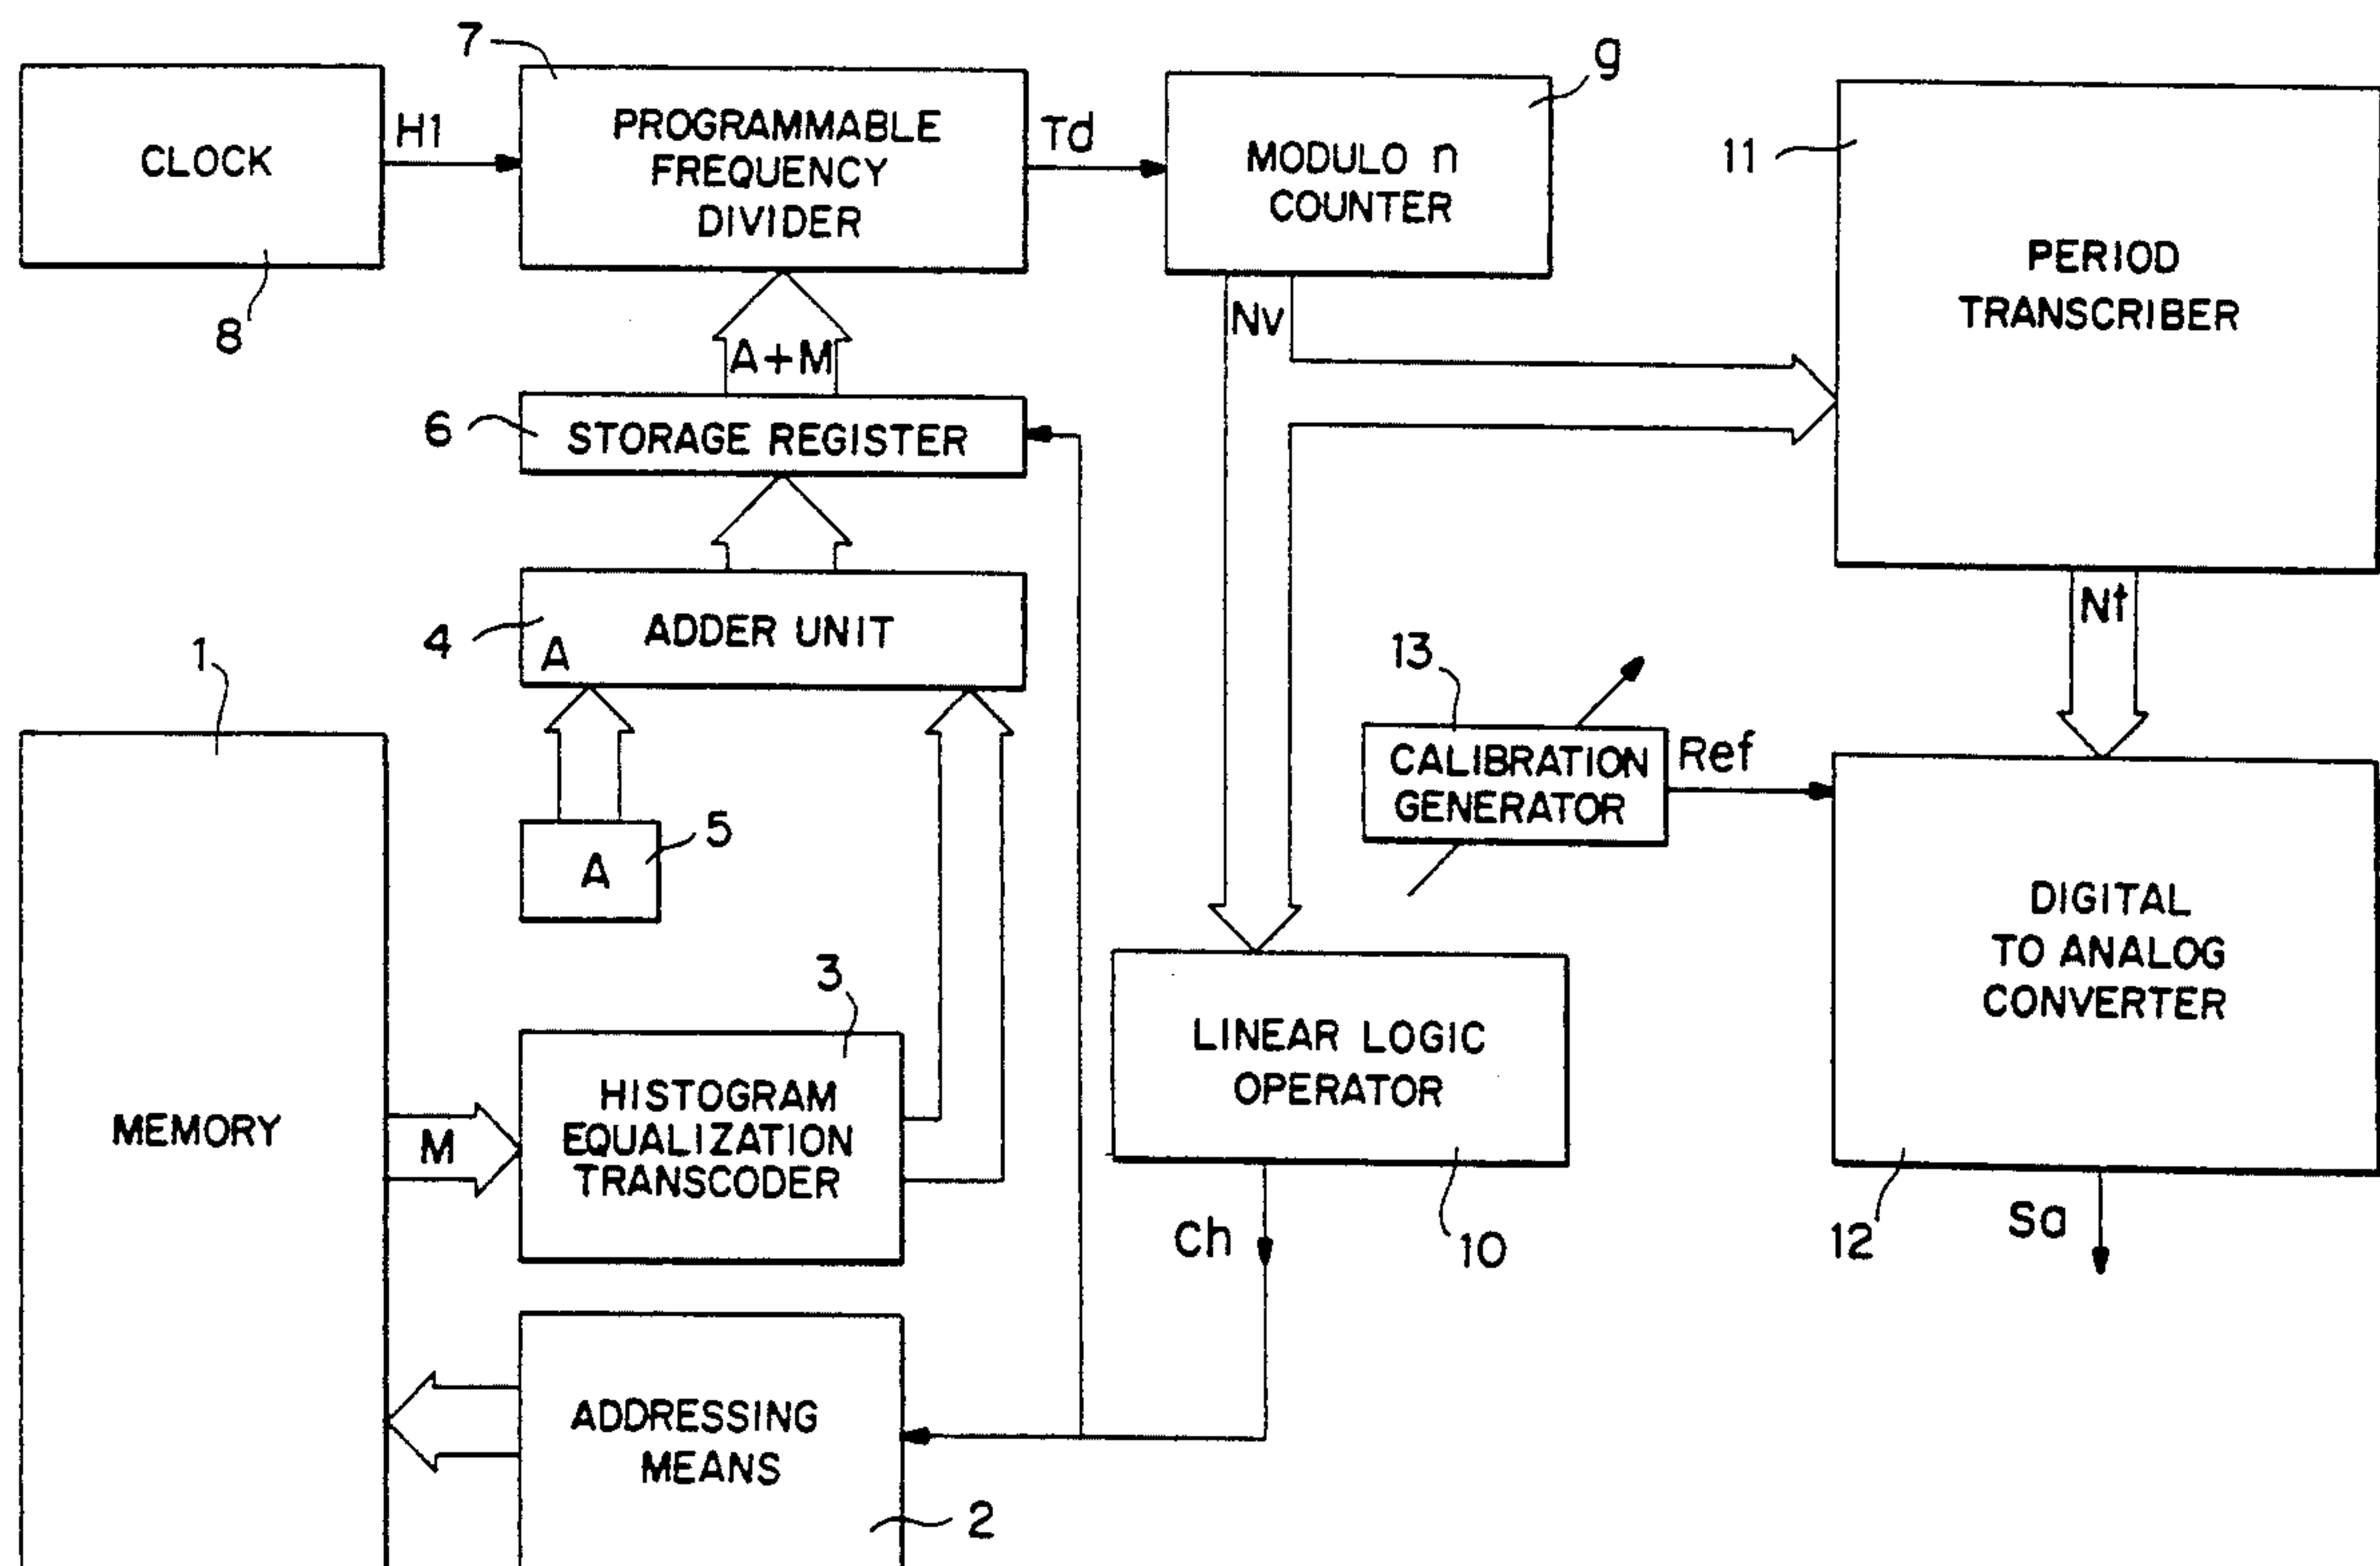 7
g
CLOCK
H1
PROGRAMMABLE
FREQUENCY
DIVIDER
Td
MODULO n
COUNTER
11
PERIOD
TRANSCRIBER
8
A+M
Nv
6
STORAGE REGISTER
4
A
ADDER UNIT
Nt
1
13
CALIBRATION
GENERATOR
Ref
A
5
DIGITAL
TO ANALOG
CONVERTER
3
MEMORY
M
HISTOGRAM
EQUALIZATION
TRANSCODER
LINEAR LOGIC
OPERATOR
Ch
10
12
Sa
ADDRESSING
MEANS
2